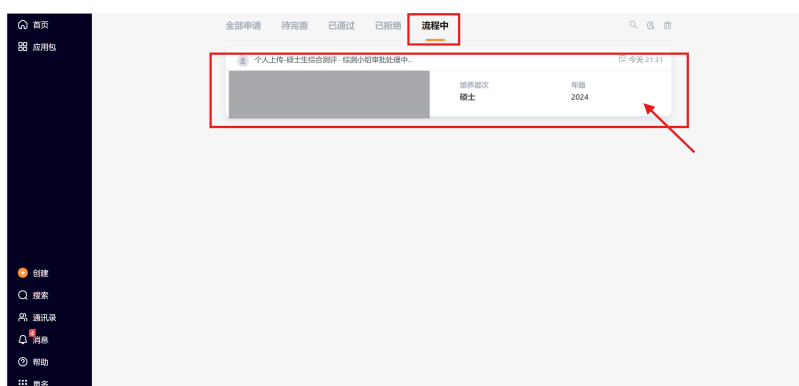 首页
应用包
创建
搜索
通讯录
4
消息
帮助
更多
全部申请 待完善 已通过 已拒绝 流程中
个人上传-硕士生综合测评 · 综测小组审批处理中... 今天 21:31
培养层次 年级
硕士 2024